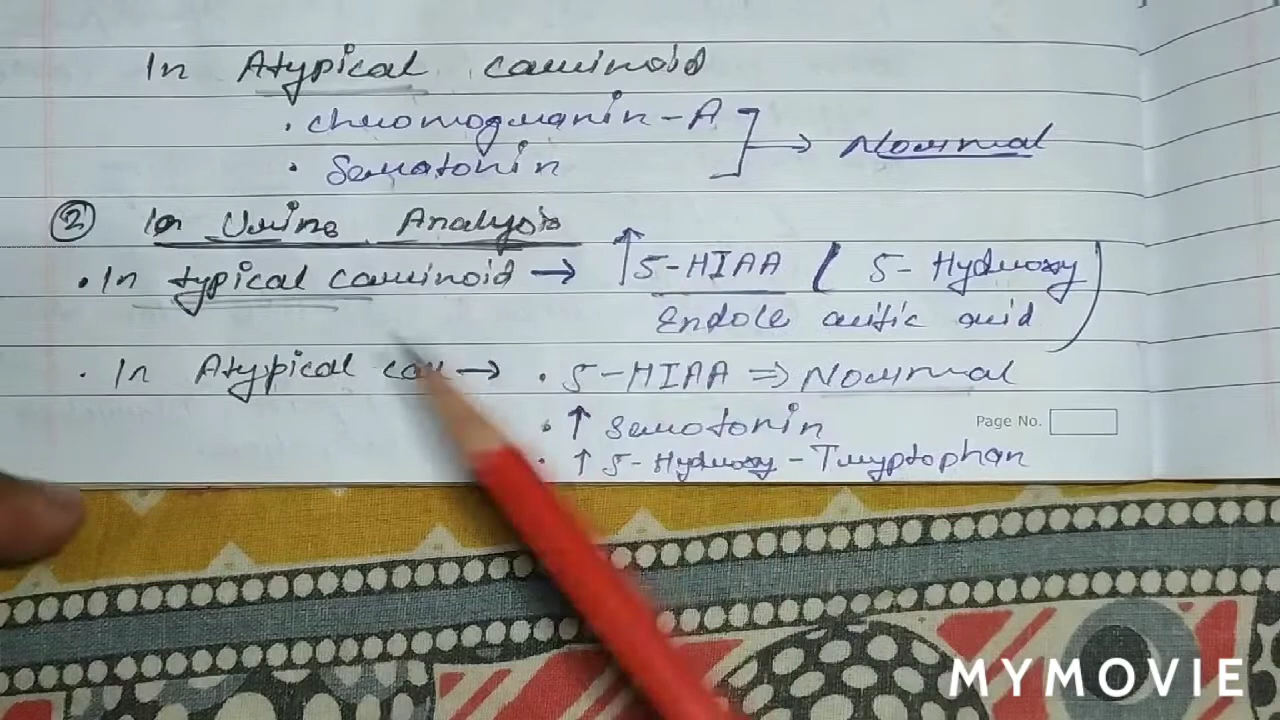 In Atypical carcinoid
. Chromogranin-A ] → Normal
. Serotonin
② In Urine Analysis
. In typical carcinoid → ↑ 5-HIAA ( 5-Hydroxy
Endole acitic acid )
. In Atypical car → . 5-HIAA ⇒ Normal
. ↑ Serotonin
. ↑ 5-Hydroxy-Tryptophan
Page No.
MYMOVIE